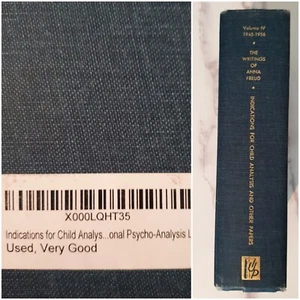 X000LQHT35
Indications for Child Analys...onal Psycho-Analysis L
Used, Very Good
Volume IV
1945-1956
THE
WRITINGS
OF
ANNA
FREUD
INDICATIONS FOR CHILD ANALYSIS AND OTHER PAPERS